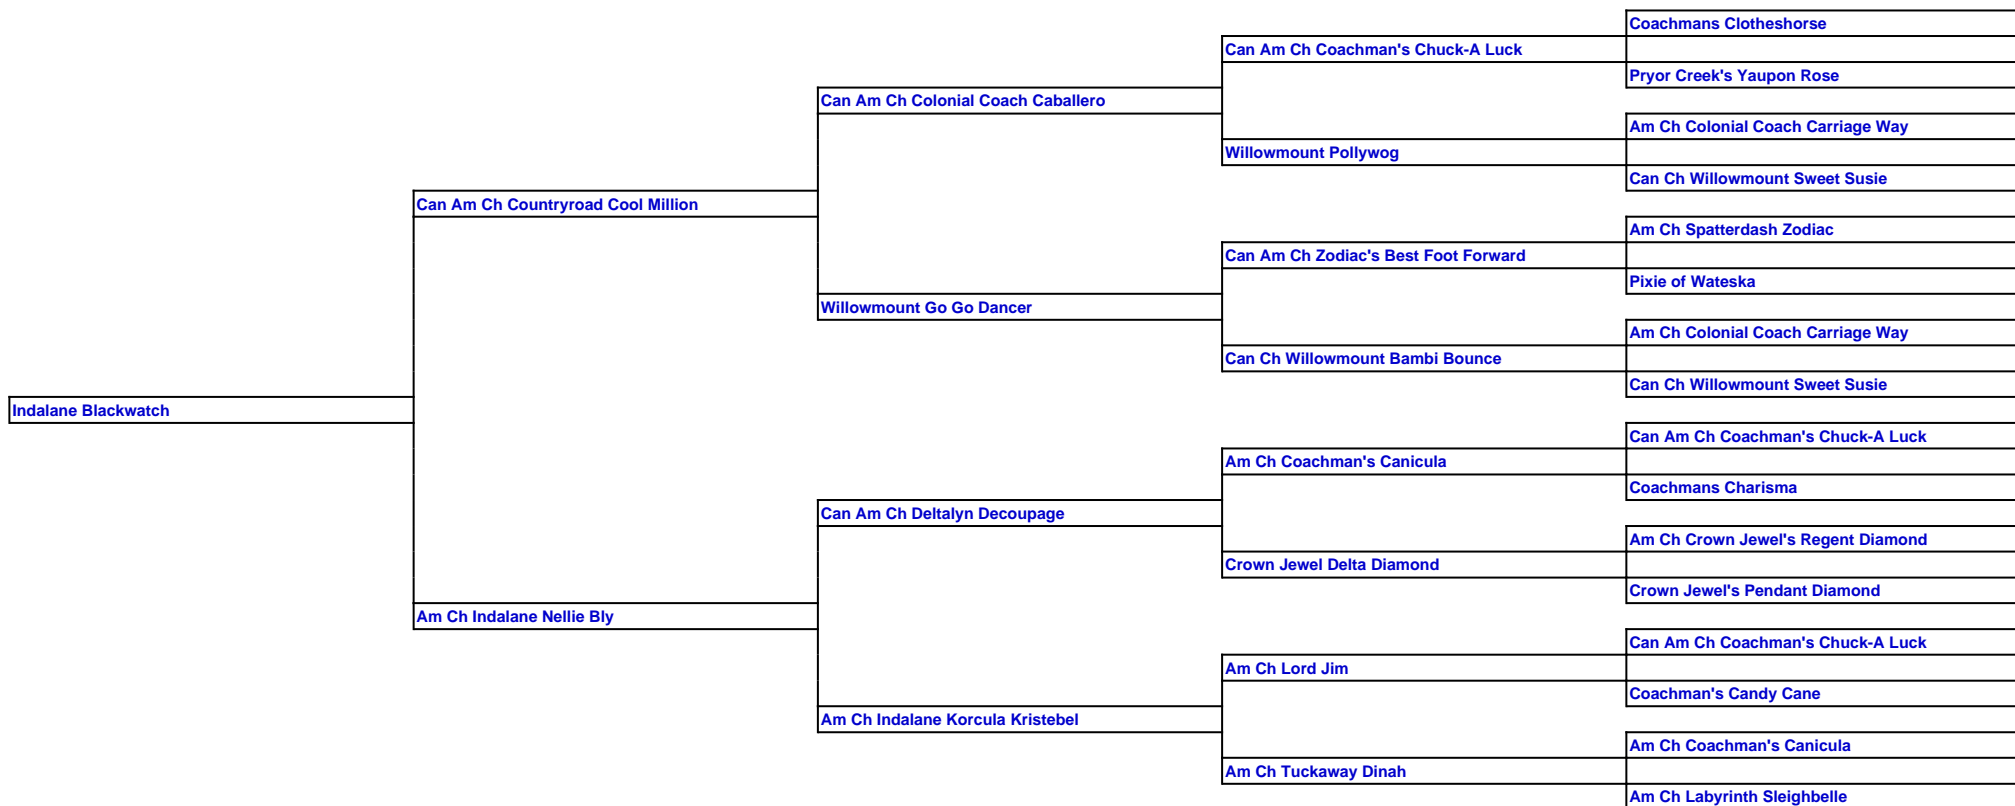 Coachmans Clotheshorse
Can Am Ch Coachman's Chuck-A Luck
Pryor Creek's Yaupon Rose
Can Am Ch Colonial Coach Caballero
Am Ch Colonial Coach Carriage Way
Willowmount Pollywog
Can Ch Willowmount Sweet Susie
Can Am Ch Countryroad Cool Million
Am Ch Spatterdash Zodiac
Can Am Ch Zodiac's Best Foot Forward
Pixie of Wateska
Willowmount Go Go Dancer
Am Ch Colonial Coach Carriage Way
Can Ch Willowmount Bambi Bounce
Can Ch Willowmount Sweet Susie
Indalane Blackwatch
Can Am Ch Coachman's Chuck-A Luck
Am Ch Coachman's Canicula
Coachmans Charisma
Can Am Ch Deltalyn Decoupage
Am Ch Crown Jewel's Regent Diamond
Crown Jewel Delta Diamond
Crown Jewel's Pendant Diamond
Am Ch Indalane Nellie Bly
Can Am Ch Coachman's Chuck-A Luck
Am Ch Lord Jim
Coachman's Candy Cane
Am Ch Indalane Korcula Kristebel
Am Ch Coachman's Canicula
Am Ch Tuckaway Dinah
Am Ch Labyrinth Sleighbelle